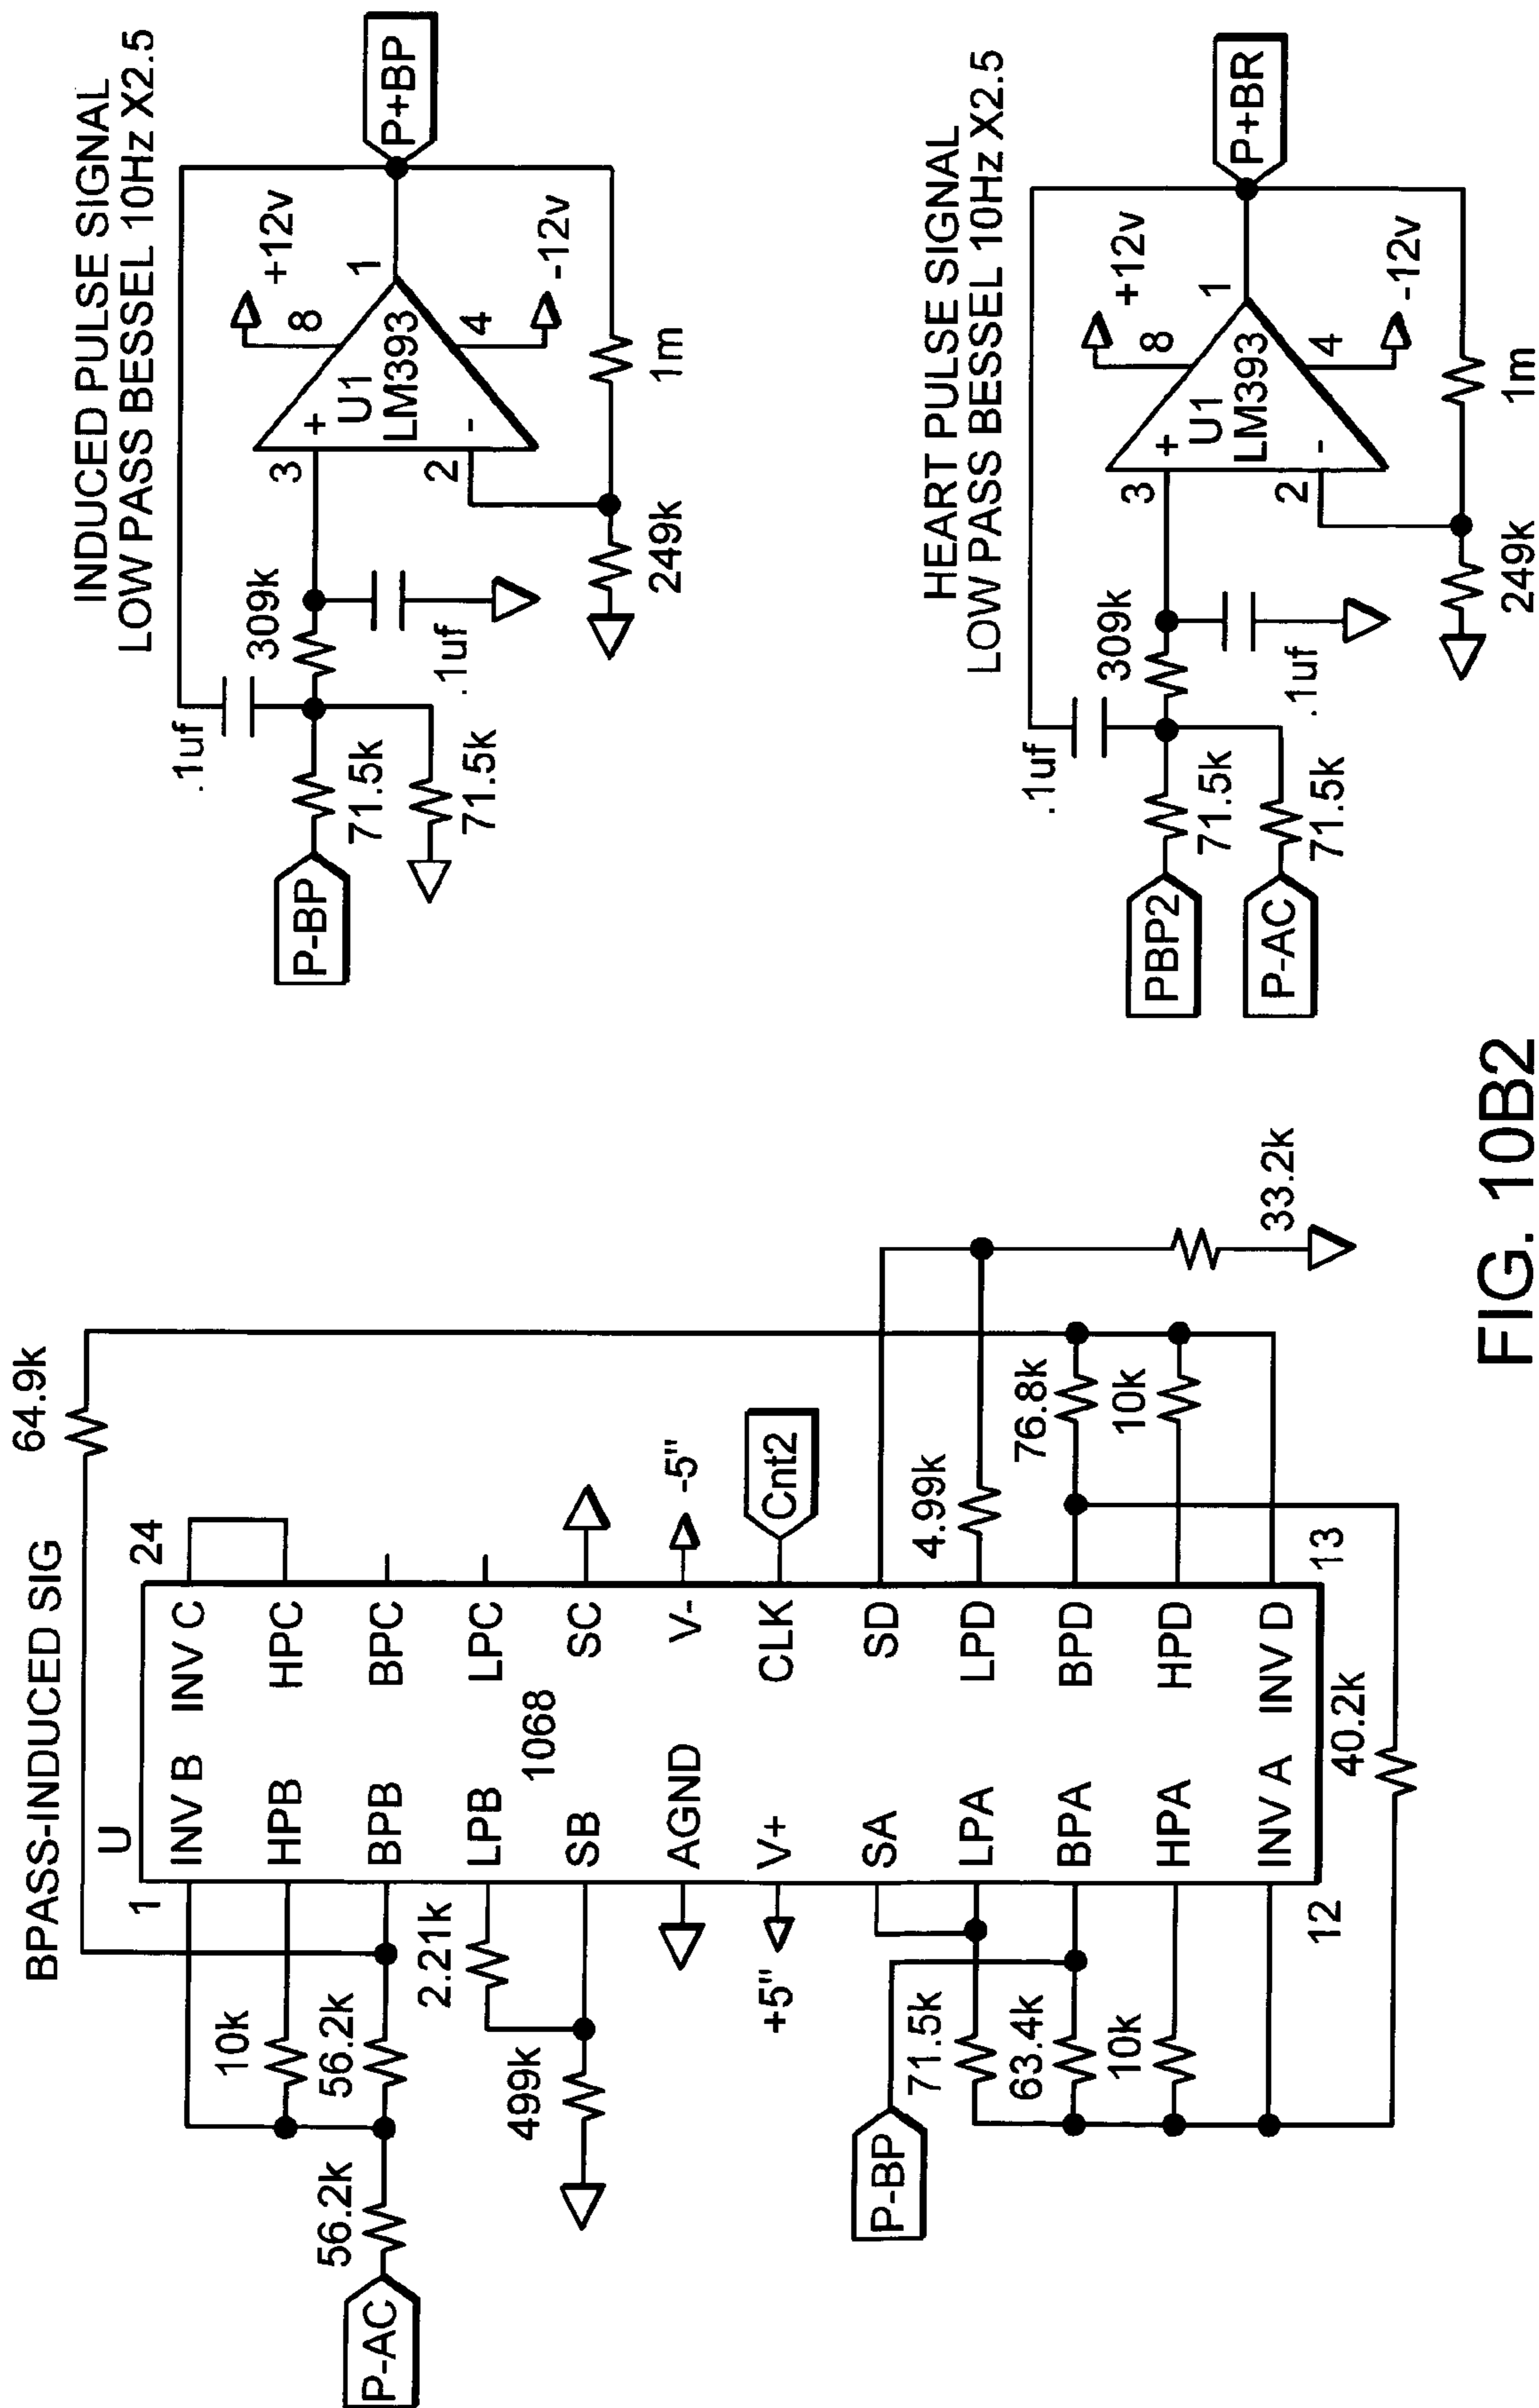 BPASS-INDUCED SIG
64.9k
U
1
24
INV B
INV C
HPB
HPC
BPB
BPC
LPB
LPC
1068
SB
SC
AGND
V-
V+
CLK
SA
SD
LPA
LPD
BPA
BPD
HPA
HPD
INV A
INV D
12
13
10k
56.2k
56.2k
P-AC
2.21k
499k
+5"
-5"
Cnt2
P-BP
71.5k
63.4k
10k
4.99k
76.8k
10k
40.2k
33.2k
INDUCED PULSE SIGNAL
LOW PASS BESSEL 10Hz X2.5
.1uf
309k
P-BP
71.5k
71.5k
.1uf
3
+
U1
LM393
2
-
8
+12v
1
4
-12v
P+BP
249k
1m
HEART PULSE SIGNAL
LOW PASS BESSEL 10Hz X2.5
.1uf
309k
PBP2
71.5k
P-AC
71.5k
.1uf
3
+
U1
LM393
2
-
8
+12v
1
4
-12v
P+BR
249k
1m
FIG. 10B2